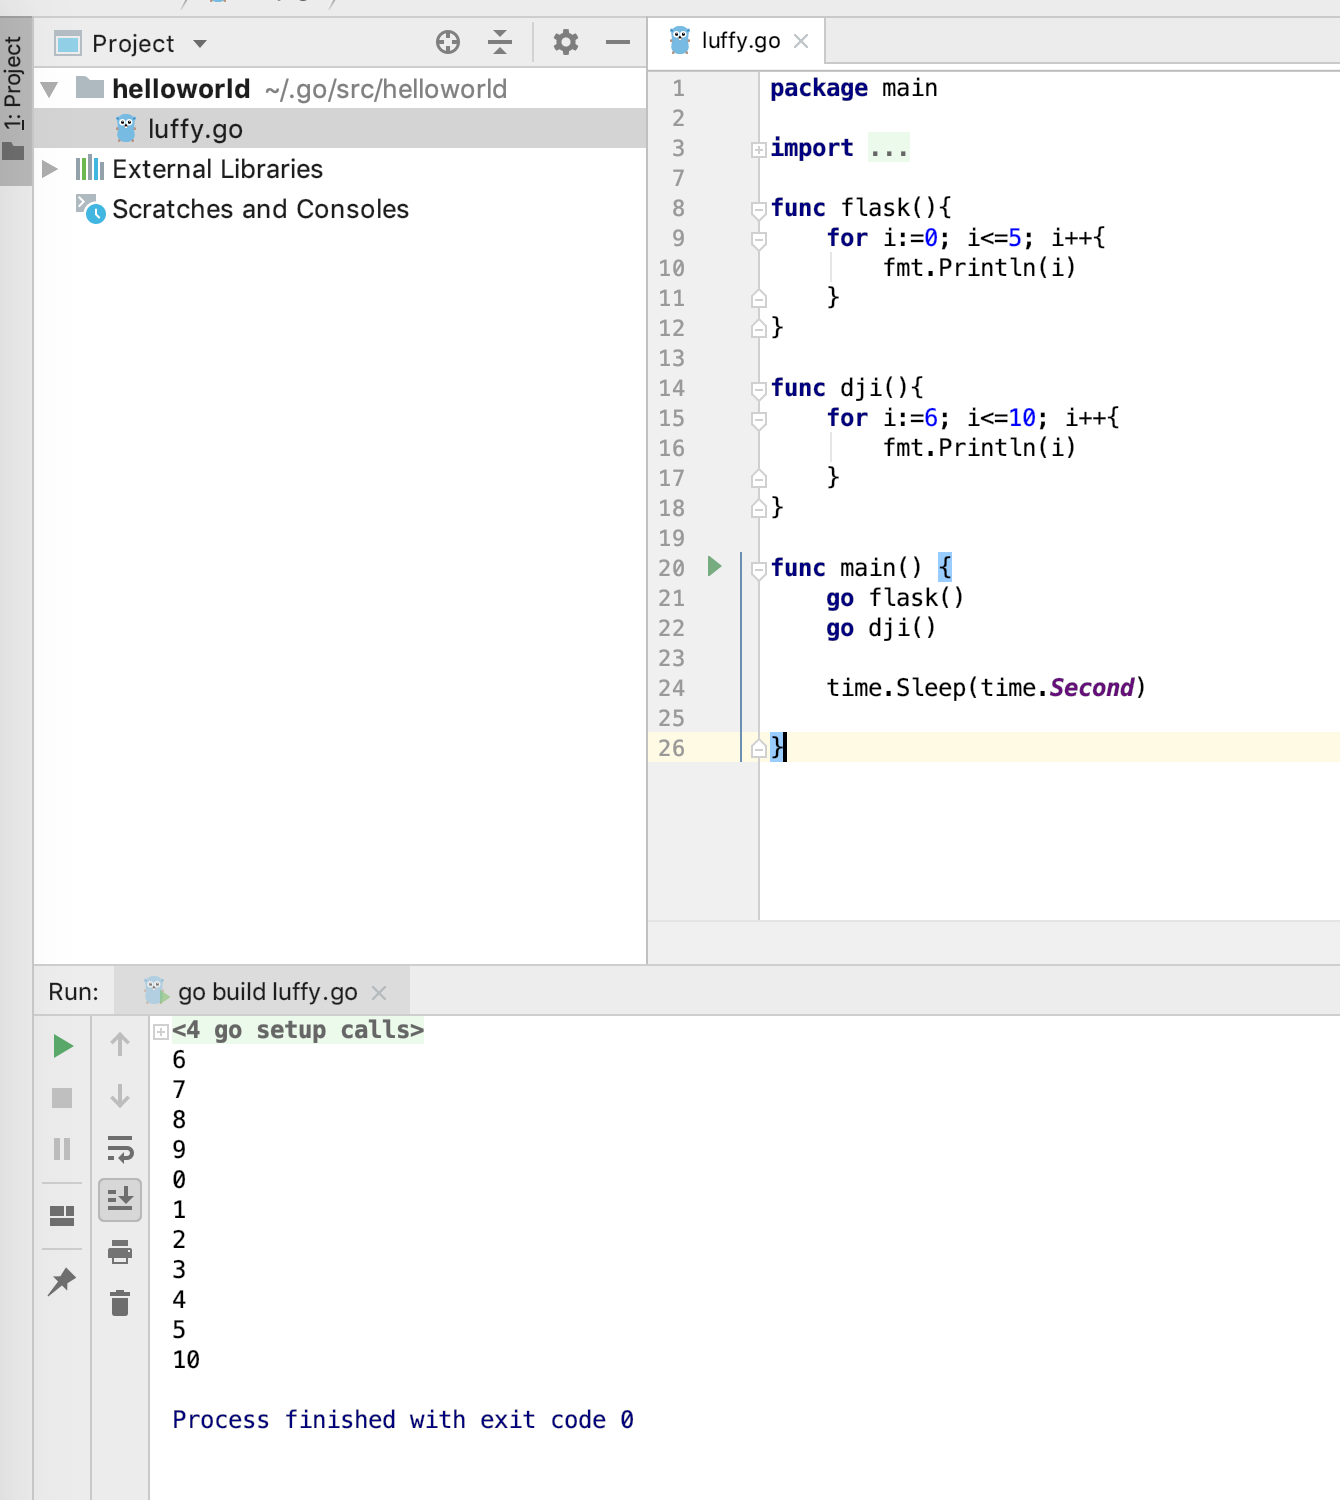 1: Project
Project
helloworld ~/.go/src/helloworld
luffy.go
External Libraries
Scratches and Consoles
luffy.go
1 package main
2
3 import ...
7
8 func flask(){
9 for i:=0; i<=5; i++{
10 fmt.Println(i)
11 }
12 }
13
14 func dji(){
15 for i:=6; i<=10; i++{
16 fmt.Println(i)
17 }
18 }
19
20 func main() {
21 go flask()
22 go dji()
23
24 time.Sleep(time.Second)
25
26 }
Run: go build luffy.go
<4 go setup calls>
6
7
8
9
0
1
2
3
4
5
10
Process finished with exit code 0